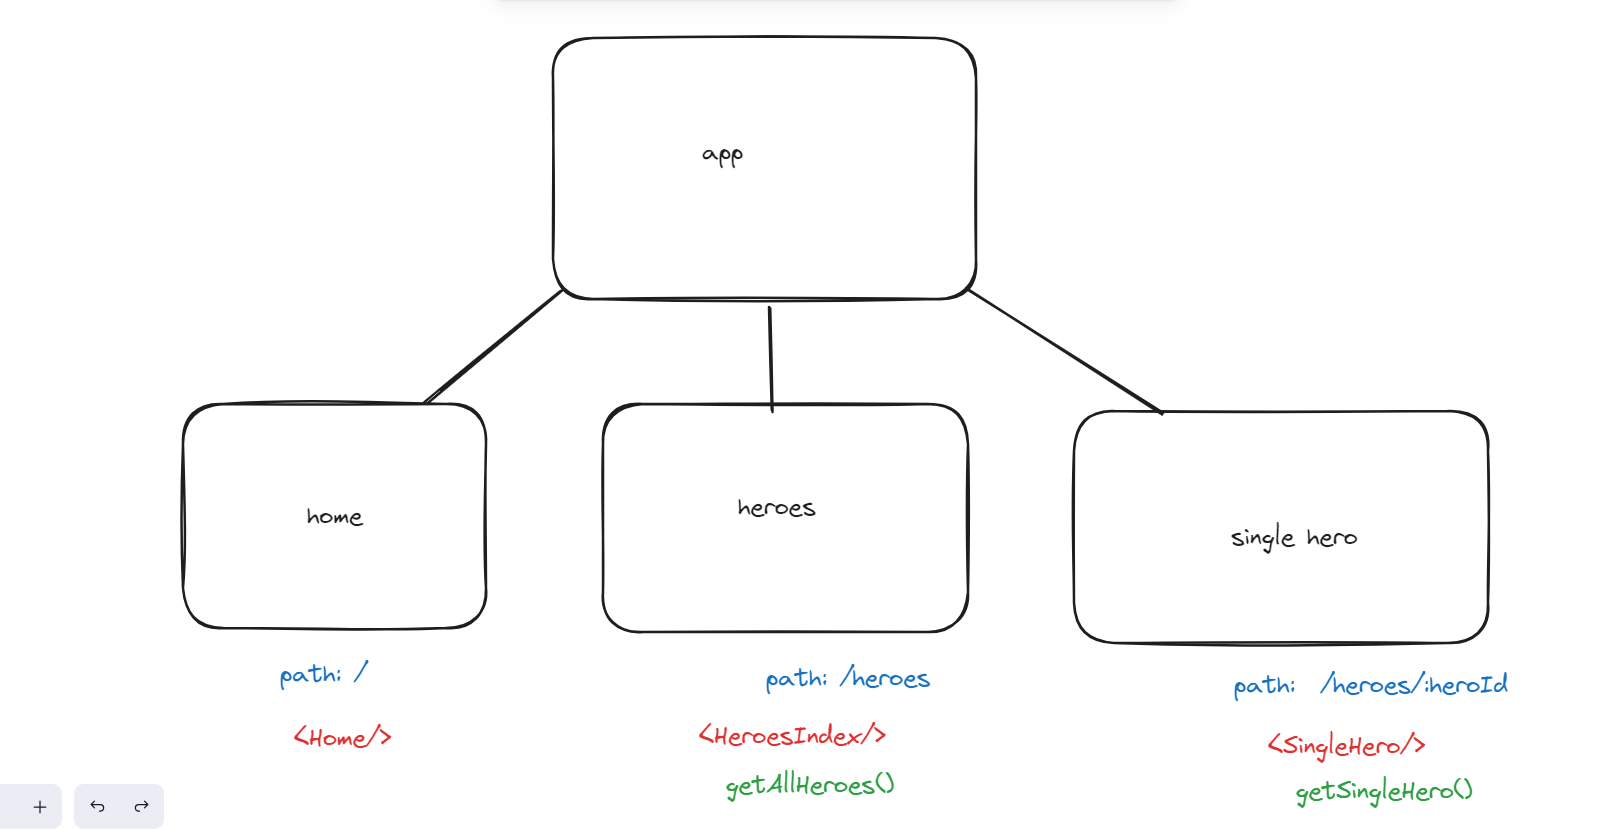 app
home
heroes
single hero
path: /
path: /heroes
path: /heroes/:heroId
<Home/>
<HeroesIndex/>
<SingleHero/>
getAllHeroes()
getSingleHero()